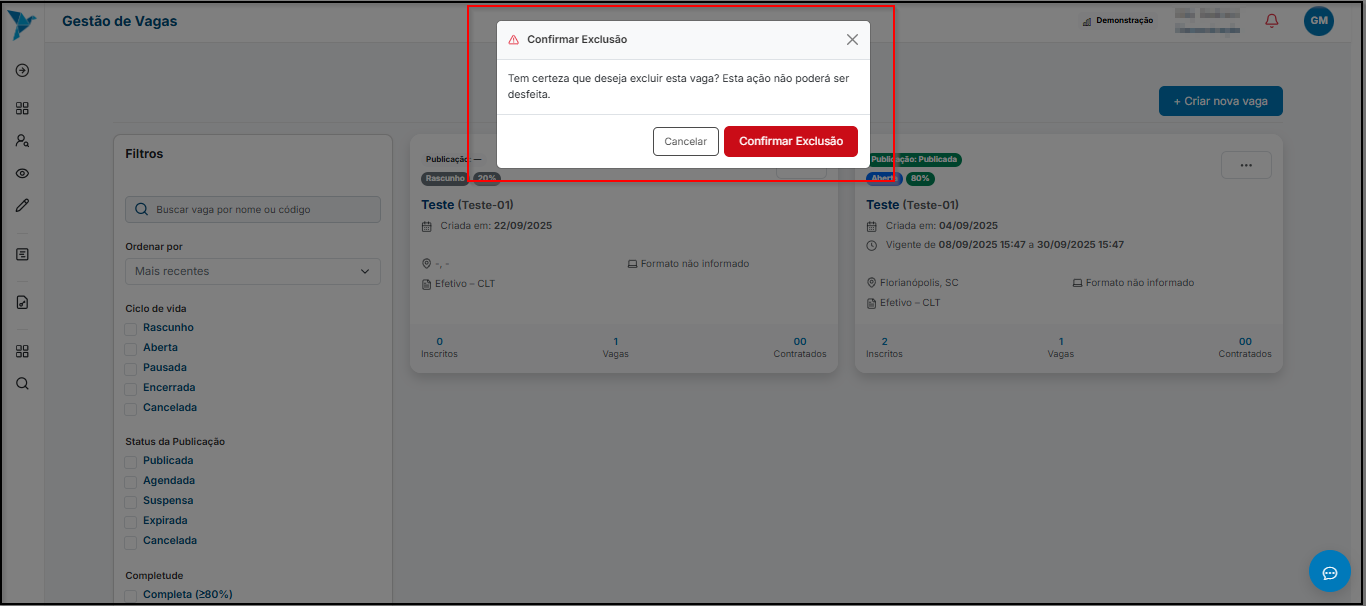 Gestão de Vagas
Demonstração
GM
Confirmar Exclusão
Tem certeza que deseja excluir esta vaga? Esta ação não poderá ser
desfeita.
Cancelar
Confirmar Exclusão
+ Criar nova vaga
Filtros
Buscar vaga por nome ou código
Ordenar por
Mais recentes
Ciclo de vida
Rascunho
Aberta
Pausada
Encerrada
Cancelada
Status da Publicação
Publicada
Agendada
Suspensa
Expirada
Cancelada
Completude
Completa (≥80%)
Publicação: —
Rascunho 20%
Teste (Teste-01)
Criada em: 22/09/2025
-, -
Formato não informado
Efetivo – CLT
0 1 00
Inscritos Vagas Contratados
Publicação: Publicada
...
Aberta 80%
Teste (Teste-01)
Criada em: 04/09/2025
Vigente de 08/09/2025 15:47 a 30/09/2025 15:47
Florianópolis, SC
Formato não informado
Efetivo – CLT
2 1 00
Inscritos Vagas Contratados